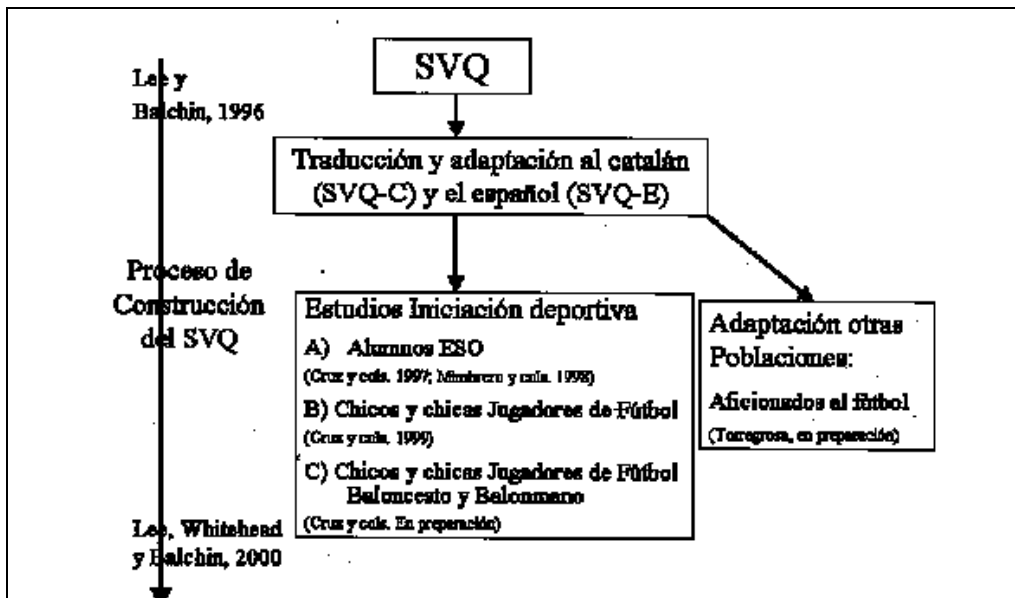 SVQ
Lee y
Balchin, 1996
Traducción y adaptación al catalán
(SVQ-C) y el español (SVQ-E)
Proceso de
Construcción
del SVQ
Estudios Iniciación deportiva
A) Alumnos ESO
(Cruz y cols. 1997; Mimbrero y cols. 1998)
B) Chicos y chicas Jugadores de Fútbol
(Cruz y cols. 1999)
C) Chicos y chicas Jugadores de Fútbol
Baloncesto y Balonmano
(Cruz y cols. En preparación)
Adaptación otras
Poblaciones:
Aficionados al fútbol
(Torregrosa, en preparación)
Lee, Whitehead
y Balchin, 2000